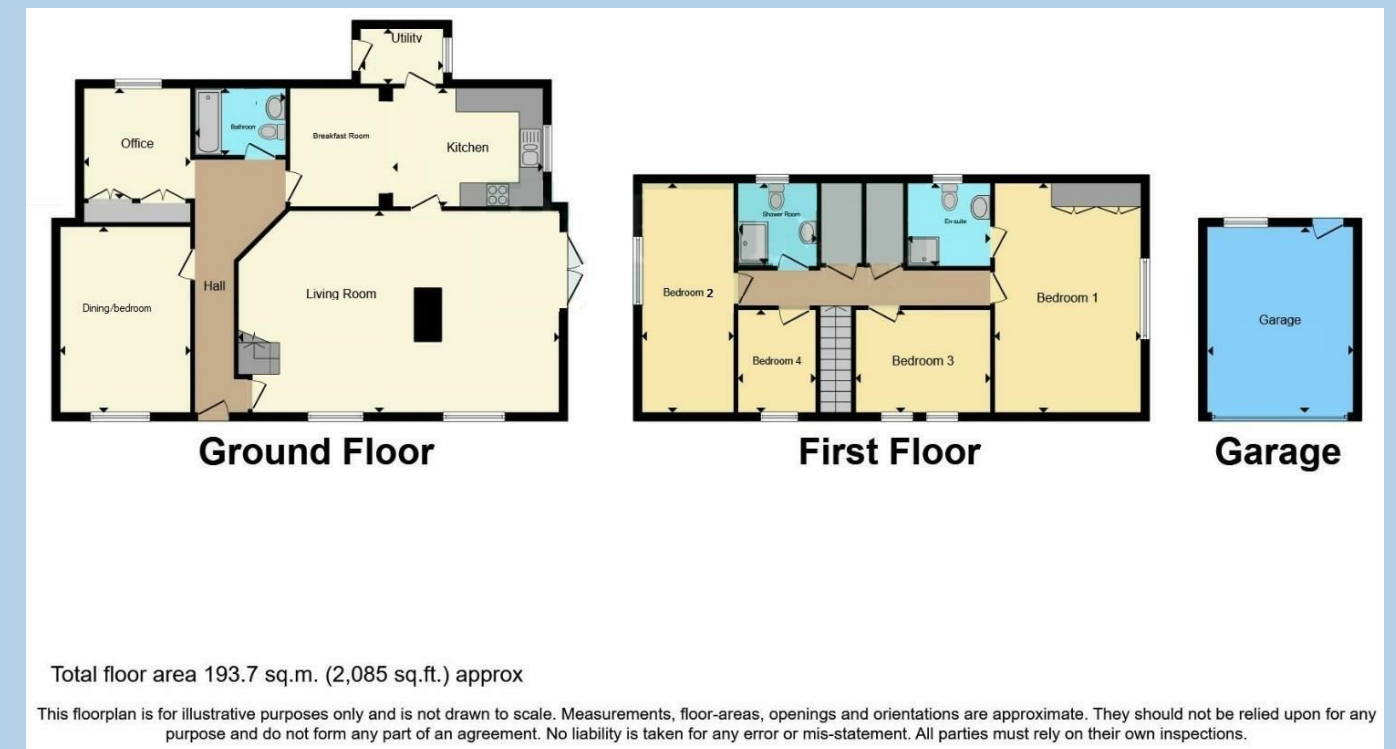 Utility
Office
Bathroom
Breakfast Room
Kitchen
Dining/bedroom
Hall
Living Room
Ground Floor
Shower Room
En-suite
Bedroom 2
Bedroom 1
Bedroom 4
Bedroom 3
First Floor
Garage
Garage
Total floor area 193.7 sq.m. (2,085 sq.ft.) approx
This floorplan is for illustrative purposes only and is not drawn to scale. Measurements, floor-areas, openings and orientations are approximate. They should not be relied upon for any
purpose and do not form any part of an agreement. No liability is taken for any error or mis-statement. All parties must rely on their own inspections.